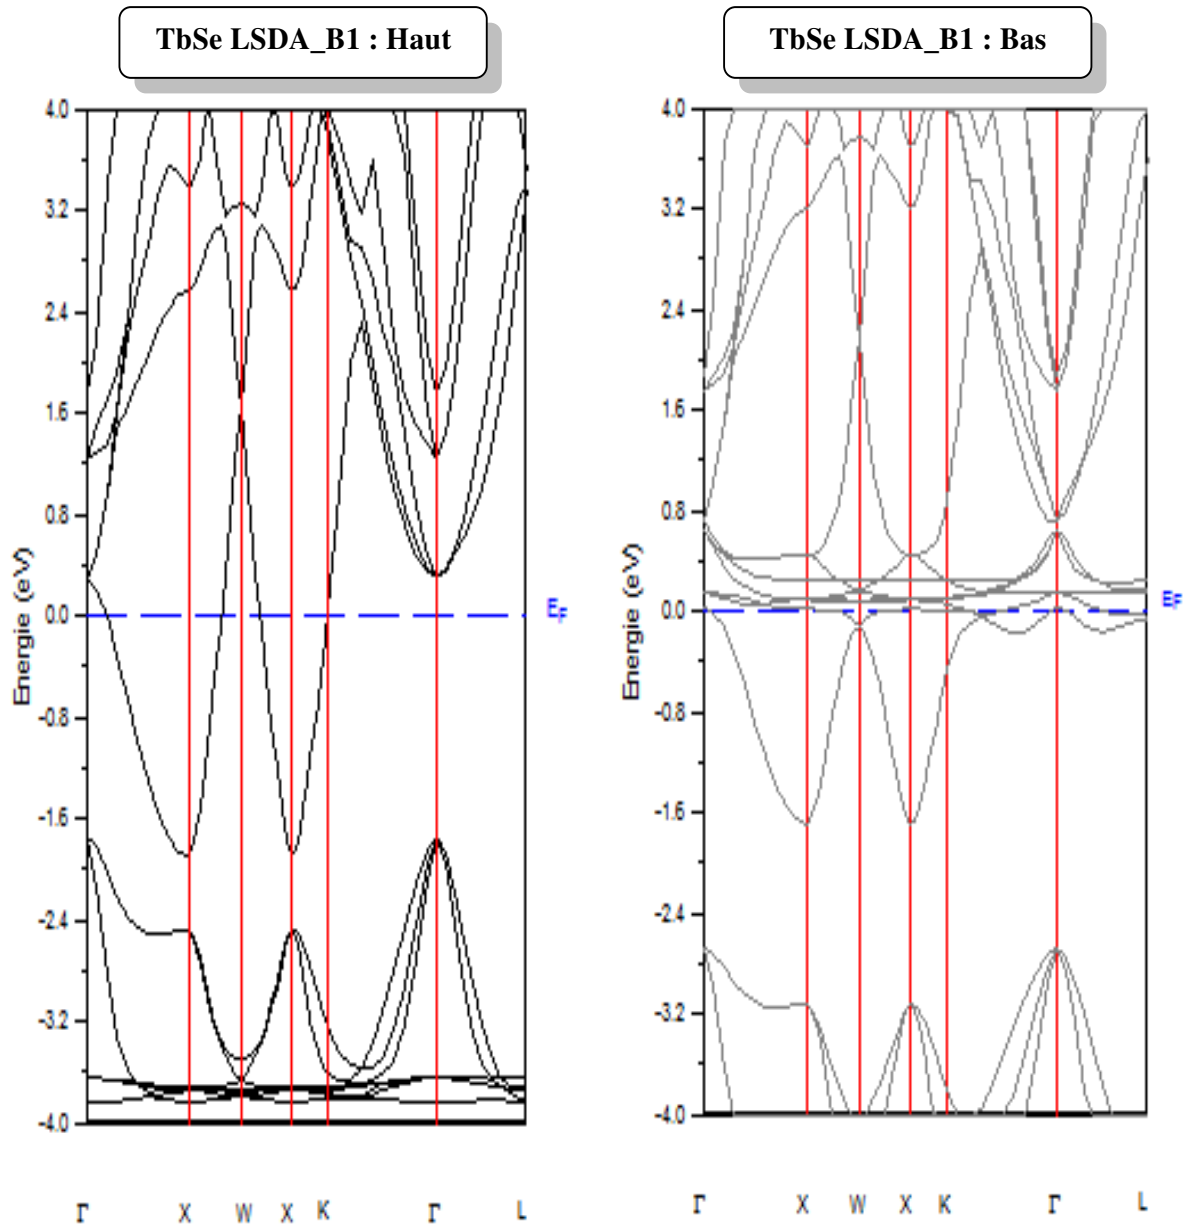 TbSe LSDA_B1 : Haut
TbSe LSDA_B1 : Bas
4.0
3.2
2.4
1.6
0.8
0.0
-0.8
-1.6
-2.4
-3.2
-4.0
Energie (eV)
EF
Γ X W X K Γ L
4.0
3.2
2.4
1.6
0.8
0.0
-0.8
-1.6
-2.4
-3.2
-4.0
Energie (eV)
EF
Γ X W X K Γ L